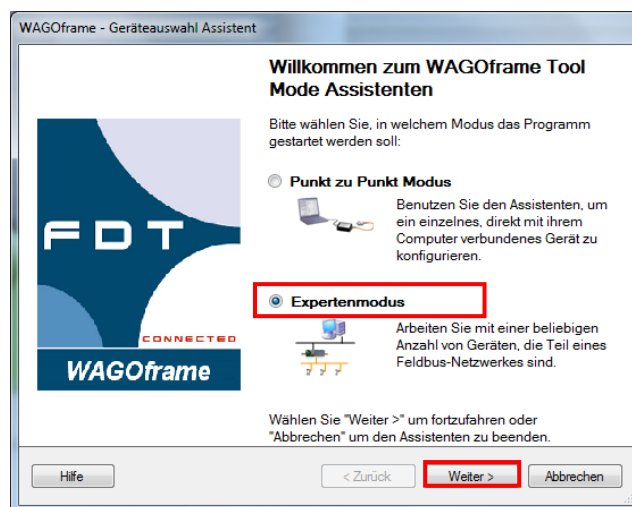 WAGOframe - Geräteauswahl Assistent
Willkommen zum WAGOframe Tool
Mode Assistenten
Bitte wählen Sie, in welchem Modus das Programm
gestartet werden soll:
Punkt zu Punkt Modus
Benutzen Sie den Assistenten, um
ein einzelnes, direkt mit ihrem
Computer verbundenes Gerät zu
konfigurieren.
FDT
Expertenmodus
CONNECTED
Arbeiten Sie mit einer beliebigen
Anzahl von Geräten, die Teil eines
Feldbus-Netzwerkes sind.
WAGOframe
Wählen Sie "Weiter >" um fortzufahren oder
"Abbrechen" um den Assistenten zu beenden.
Hilfe < Zurück Weiter > Abbrechen